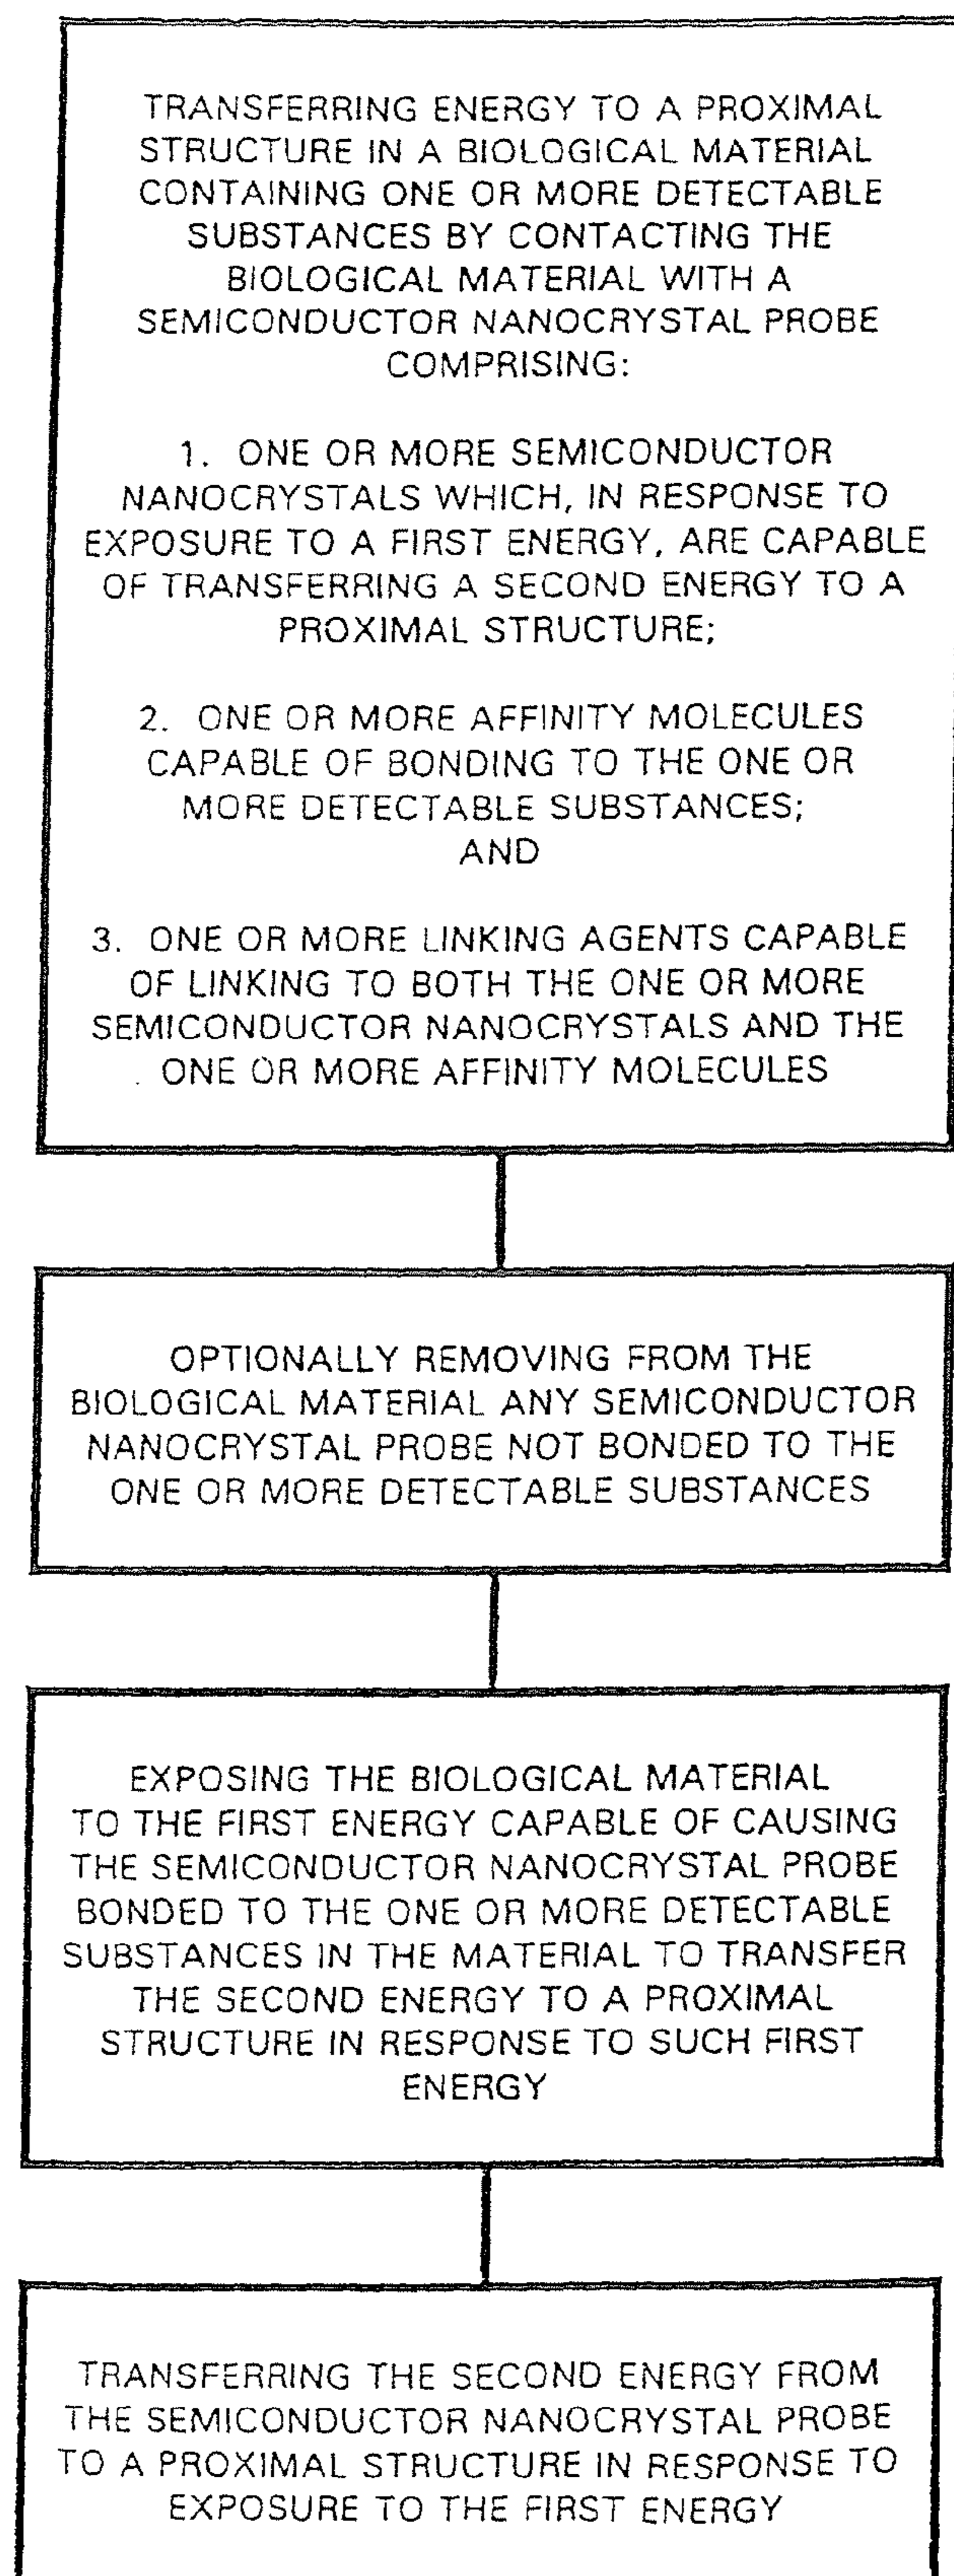 TRANSFERRING ENERGY TO A PROXIMAL
STRUCTURE IN A BIOLOGICAL MATERIAL
CONTAINING ONE OR MORE DETECTABLE
SUBSTANCES BY CONTACTING THE
BIOLOGICAL MATERIAL WITH A
SEMICONDUCTOR NANOCRYSTAL PROBE
COMPRISING:
1. ONE OR MORE SEMICONDUCTOR
NANOCRYSTALS WHICH, IN RESPONSE TO
EXPOSURE TO A FIRST ENERGY, ARE CAPABLE
OF TRANSFERRING A SECOND ENERGY TO A
PROXIMAL STRUCTURE;
2. ONE OR MORE AFFINITY MOLECULES
CAPABLE OF BONDING TO THE ONE OR
MORE DETECTABLE SUBSTANCES;
AND
3. ONE OR MORE LINKING AGENTS CAPABLE
OF LINKING TO BOTH THE ONE OR MORE
SEMICONDUCTOR NANOCRYSTALS AND THE
ONE OR MORE AFFINITY MOLECULES
OPTIONALLY REMOVING FROM THE
BIOLOGICAL MATERIAL ANY SEMICONDUCTOR
NANOCRYSTAL PROBE NOT BONDED TO THE
ONE OR MORE DETECTABLE SUBSTANCES
EXPOSING THE BIOLOGICAL MATERIAL
TO THE FIRST ENERGY CAPABLE OF CAUSING
THE SEMICONDUCTOR NANOCRYSTAL PROBE
BONDED TO THE ONE OR MORE DETECTABLE
SUBSTANCES IN THE MATERIAL TO TRANSFER
THE SECOND ENERGY TO A PROXIMAL
STRUCTURE IN RESPONSE TO SUCH FIRST
ENERGY
TRANSFERRING THE SECOND ENERGY FROM
THE SEMICONDUCTOR NANOCRYSTAL PROBE
TO A PROXIMAL STRUCTURE IN RESPONSE TO
EXPOSURE TO THE FIRST ENERGY